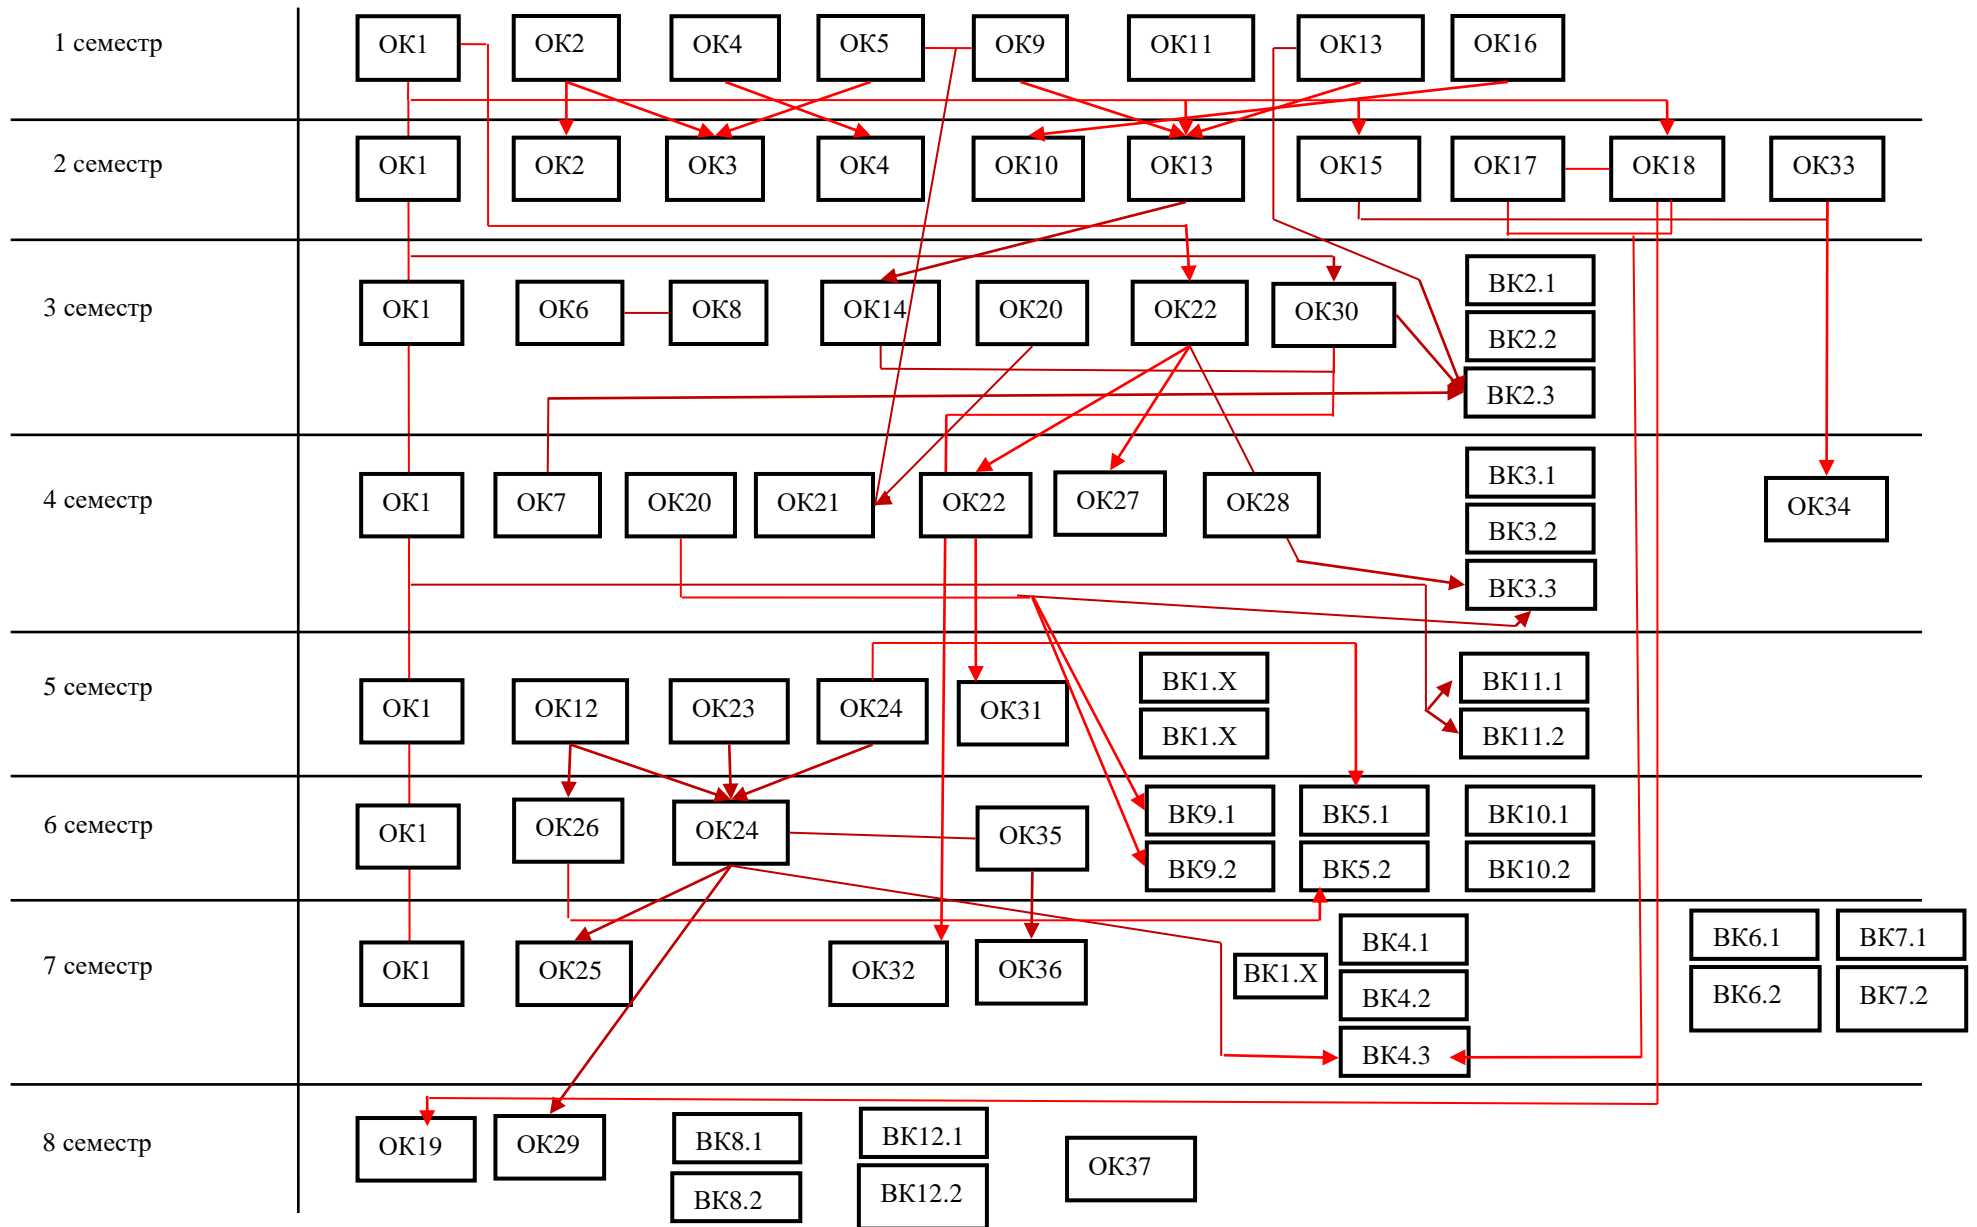 1 семестр ОК1 ОК2 ОК4 ОК5 ОК9 ОК11 ОК13 ОК16
2 семестр ОК1 ОК2 ОК3 ОК4 ОК10 ОК13 ОК15 ОК17 ОК18 ОК33
3 семестр ОК1 ОК6 ОК8 ОК14 ОК20 ОК22 ОК30
ВК2.1
ВК2.2
ВК2.3
4 семестр ОК1 ОК7 ОК20 ОК21 ОК22 ОК27 ОК28
ВК3.1
ВК3.2
ВК3.3
ОК34
5 семестр ОК1 ОК12 ОК23 ОК24 ОК31
ВК1.Х ВК11.1
ВК1.Х ВК11.2
6 семестр ОК1 ОК26 ОК24 ОК35
ВК9.1 ВК5.1 ВК10.1
ВК9.2 ВК5.2 ВК10.2
7 семестр ОК1 ОК25 ОК32 ОК36 ВК1.Х
ВК4.1
ВК4.2
ВК4.3
ВК6.1 ВК7.1
ВК6.2 ВК7.2
8 семестр ОК19 ОК29
ВК8.1 ВК12.1
ВК8.2 ВК12.2
ОК37